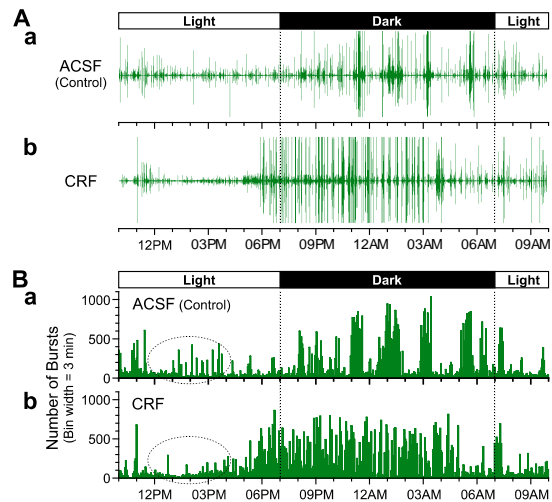 A
Light Dark Light
a
ACSF
(Control)
b
CRF
12PM 03PM 06PM 09PM 12AM 03AM 06AM 09AM
B
Light Dark Light
a
ACSF (Control)
1000
500
0
b
CRF
1000
500
0
Number of Bursts
(Bin width = 3 min)
12PM 03PM 06PM 09PM 12AM 03AM 06AM 09AM